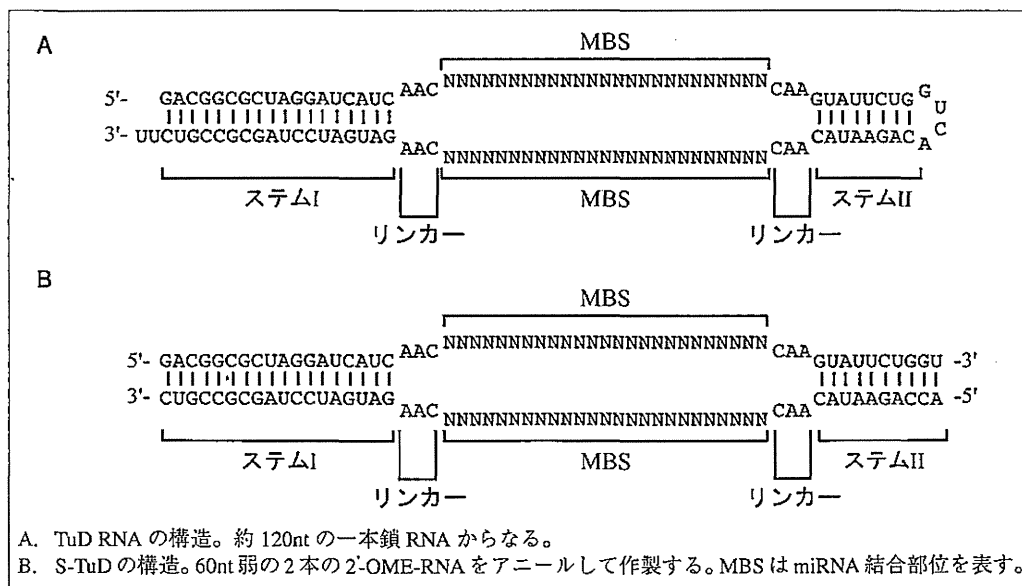 A
MBS
5'- GACGGCGCUAGGAUCAUC AAC NNNNNNNNNNNNNNNNNNNNNNNNN CAA GUAUUCUG G U C A
3'- UUCUGCCGCGAUCCUAGUAG AAC NNNNNNNNNNNNNNNNNNNNNNNNN CAA CAUAAGAC
ステムI MBS ステムII
リンカー リンカー
B
MBS
5'- GACGGCGCUAGGAUCAUC AAC NNNNNNNNNNNNNNNNNNNNNNNNN CAA GUAUUCUGGU -3'
3'- CUGCCGCGAUCCUAGUAG AAC NNNNNNNNNNNNNNNNNNNNNNNNN CAA CAUAAGACCA -5'
ステムI MBS ステムII
リンカー リンカー
A. TuD RNA の構造。約 120nt の一本鎖 RNA からなる。
B. S-TuD の構造。60nt 弱の 2 本の 2'-OME-RNA をアニールして作製する。MBS は miRNA 結合部位を表す。